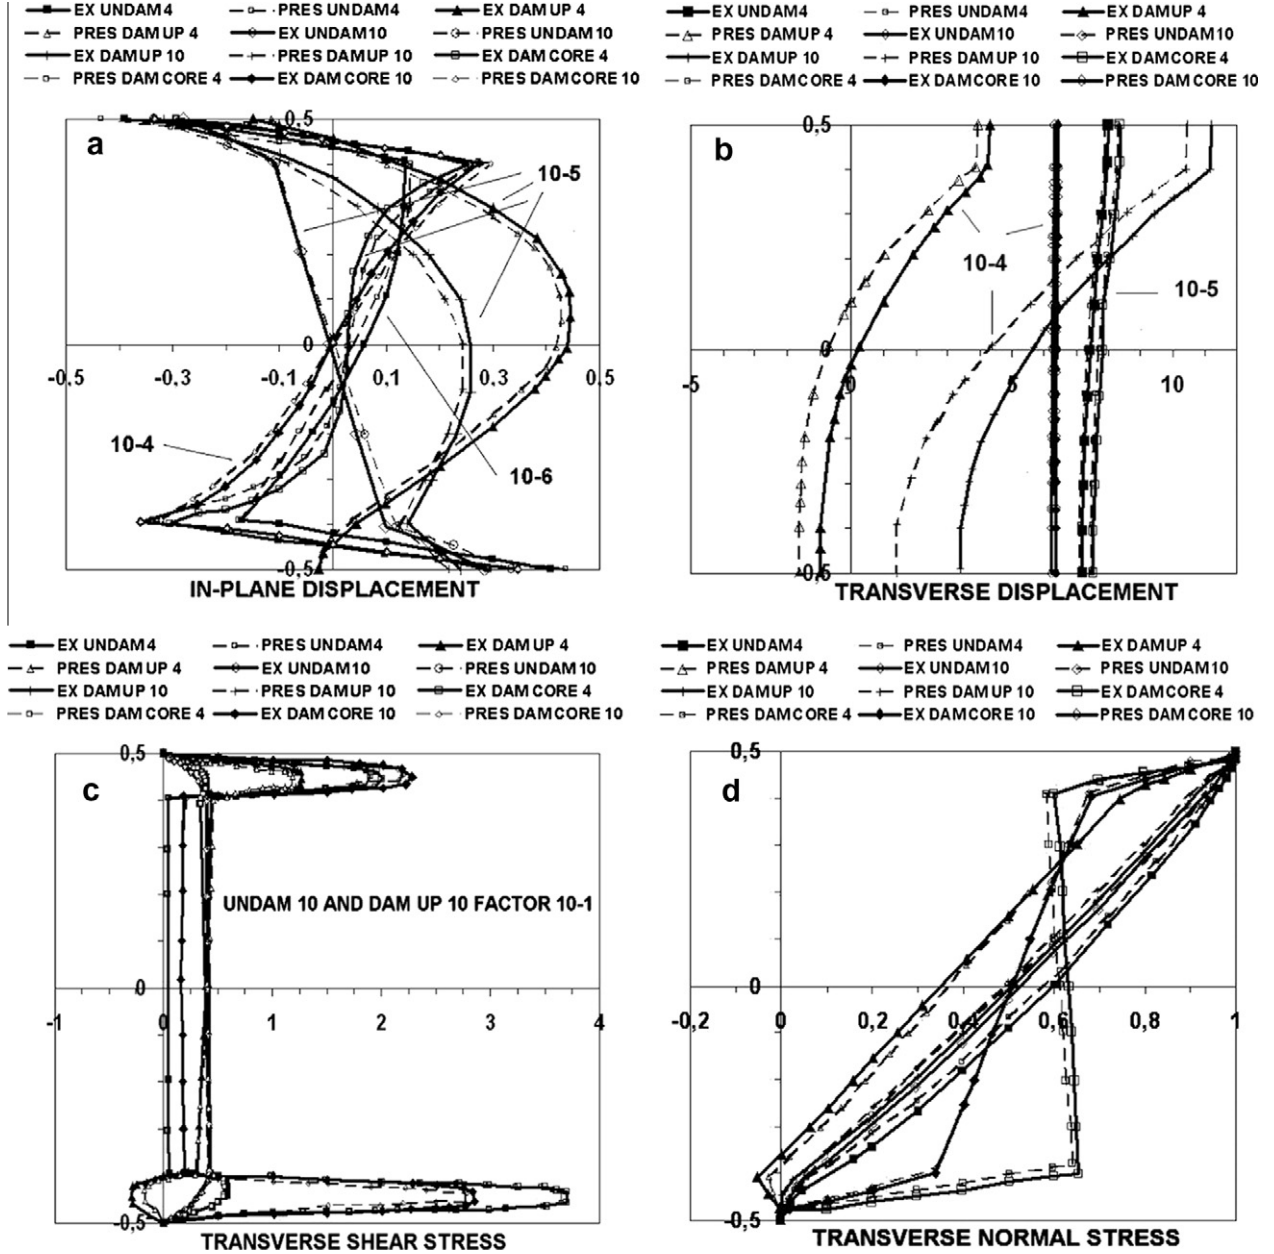 EX UNDAM4 PRES UNDAM4 EX DAMUP 4
PRES DAMUP 4 EX UNDAM10 PRES UNDAM10
EX DAMUP 10 PRES DAMUP 10 EX DAMCORE 4
PRES DAMCORE 4 EX DAMCORE 10 PRES DAMCORE 10
0,5
a
10-5
0
-0,5 -0,3 -0,1 0,1 0,3 0,5
10-4
10-6
-0,5
IN-PLANE DISPLACEMENT
EX UNDAM4 PRES UNDAM4 EX DAMUP 4
PRES DAMUP 4 EX UNDAM10 PRES UNDAM10
EX DAMUP 10 PRES DAMUP 10 EX DAMCORE 4
PRES DAMCORE 4 EX DAMCORE 10 PRES DAMCORE 10
0,5
b
10-4
10-5
0
-5 0 5 10
-0,5
TRANSVERSE DISPLACEMENT
EX UNDAM4 PRES UNDAM4 EX DAMUP 4
PRES DAMUP 4 EX UNDAM10 PRES UNDAM10
EX DAMUP 10 PRES DAMUP 10 EX DAMCORE 4
PRES DAMCORE 4 EX DAMCORE 10 PRES DAMCORE 10
0,5
c
UNDAM 10 AND DAM UP 10 FACTOR 10-1
0
-1 0 1 2 3 4
-0,5
TRANSVERSE SHEAR STRESS
EX UNDAM4 PRES UNDAM4 EX DAMUP 4
PRES DAMUP 4 EX UNDAM10 PRES UNDAM10
EX DAMUP 10 PRES DAMUP 10 EX DAMCORE 4
PRES DAMCORE 4 EX DAMCORE 10 PRES DAMCORE 10
0,5
d
0
-0,2 0 0,2 0,4 0,6 0,8 1
-0,5
TRANSVERSE NORMAL STRESS